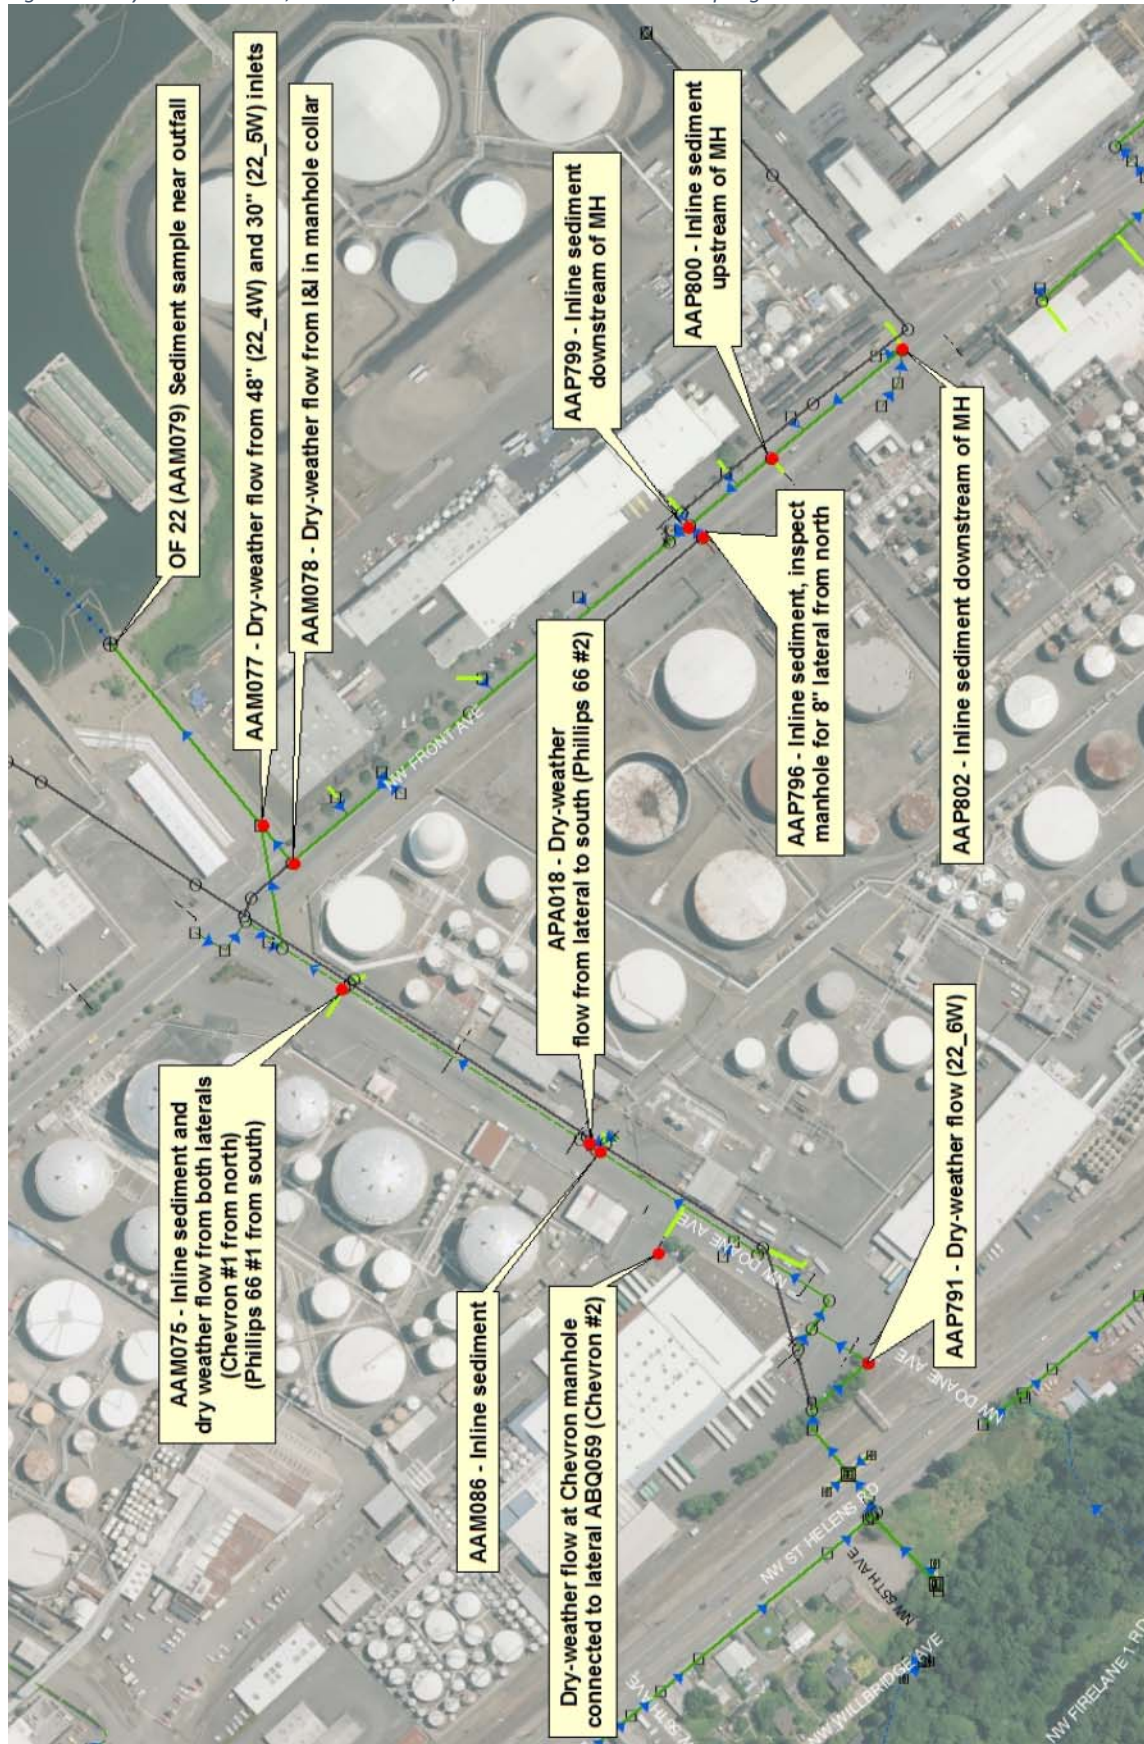 OF 22 (AAM079) Sediment sample near outfall
AAM077 - Dry-weather flow from 48" (22_4W) and 30" (22_5W) inlets
AAM078 - Dry-weather flow from I&I in manhole collar
AAP799 - Inline sediment
downstream of MH
AAP800 - Inline sediment
upstream of MH
NW FRONT AVE
APA018 - Dry-weather
flow from lateral to south (Phillips 66 #2)
AAP796 - Inline sediment, inspect
manhole for 8" lateral from north
AAP802 - Inline sediment downstream of MH
AAM075 - Inline sediment and
dry weather flow from both laterals
(Chevron #1 from north)
(Phillips 66 #1 from south)
AAM086 - Inline sediment
Dry-weather flow at Chevron manhole
connected to lateral ABQ059 (Chevron #2)
NW DOANE AVE
AAP791 - Dry-weather flow (22_6W)
NW DOANE AVE
NW ST HELENS RD
NW 65TH AVE
NW WILLBRIDGE AVE
NW FIRELANE 1 RD